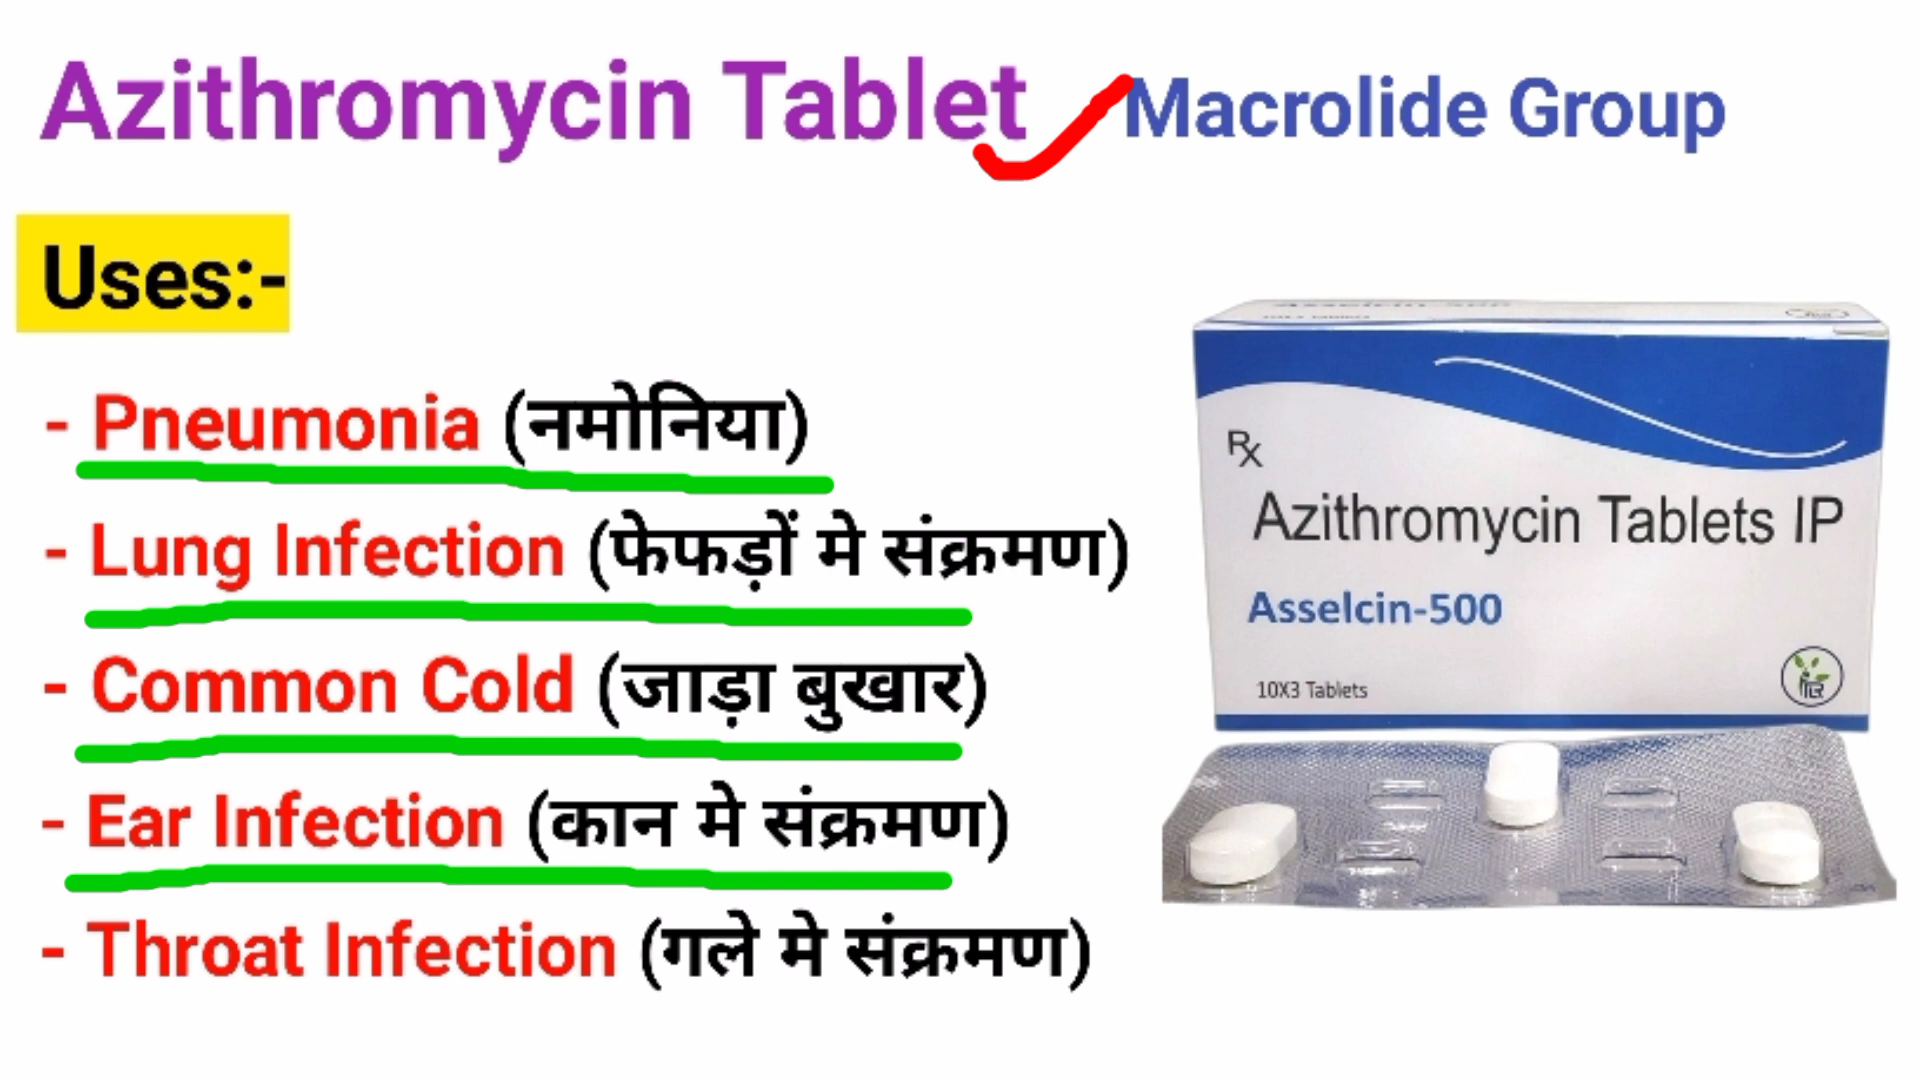 Azithromycin Tablet Macrolide Group
Uses:-
- Pneumonia (नमोनिया)
- Lung Infection (फेफड़ों मे संक्रमण)
- Common Cold (जाड़ा बुखार)
- Ear Infection (कान मे संक्रमण)
- Throat Infection (गले मे संक्रमण)
Rx
Azithromycin Tablets IP
Asselcin-500
10X3 Tablets